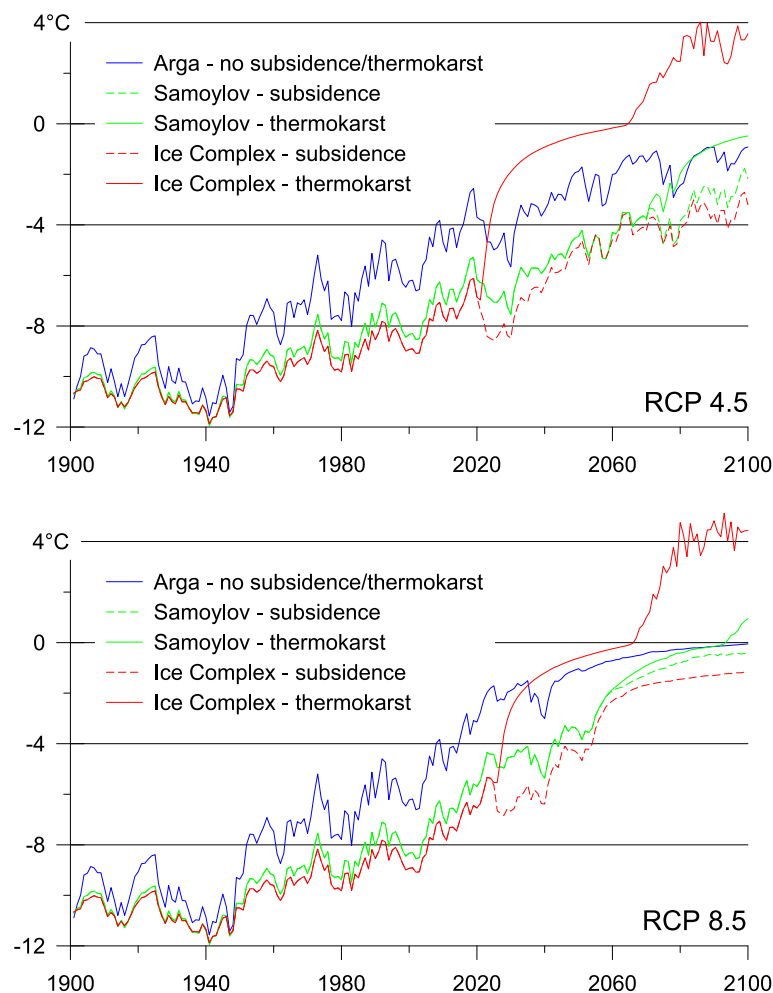 4°C
Arga - no subsidence/thermokarst
Samoylov - subsidence
Samoylov - thermokarst
Ice Complex - subsidence
Ice Complex - thermokarst
0
-4
-8
-12
RCP 4.5
1900 1940 1980 2020 2060 2100
4°C
Arga - no subsidence/thermokarst
Samoylov - subsidence
Samoylov - thermokarst
Ice Complex - subsidence
Ice Complex - thermokarst
0
-4
-8
-12
RCP 8.5
1900 1940 1980 2020 2060 2100